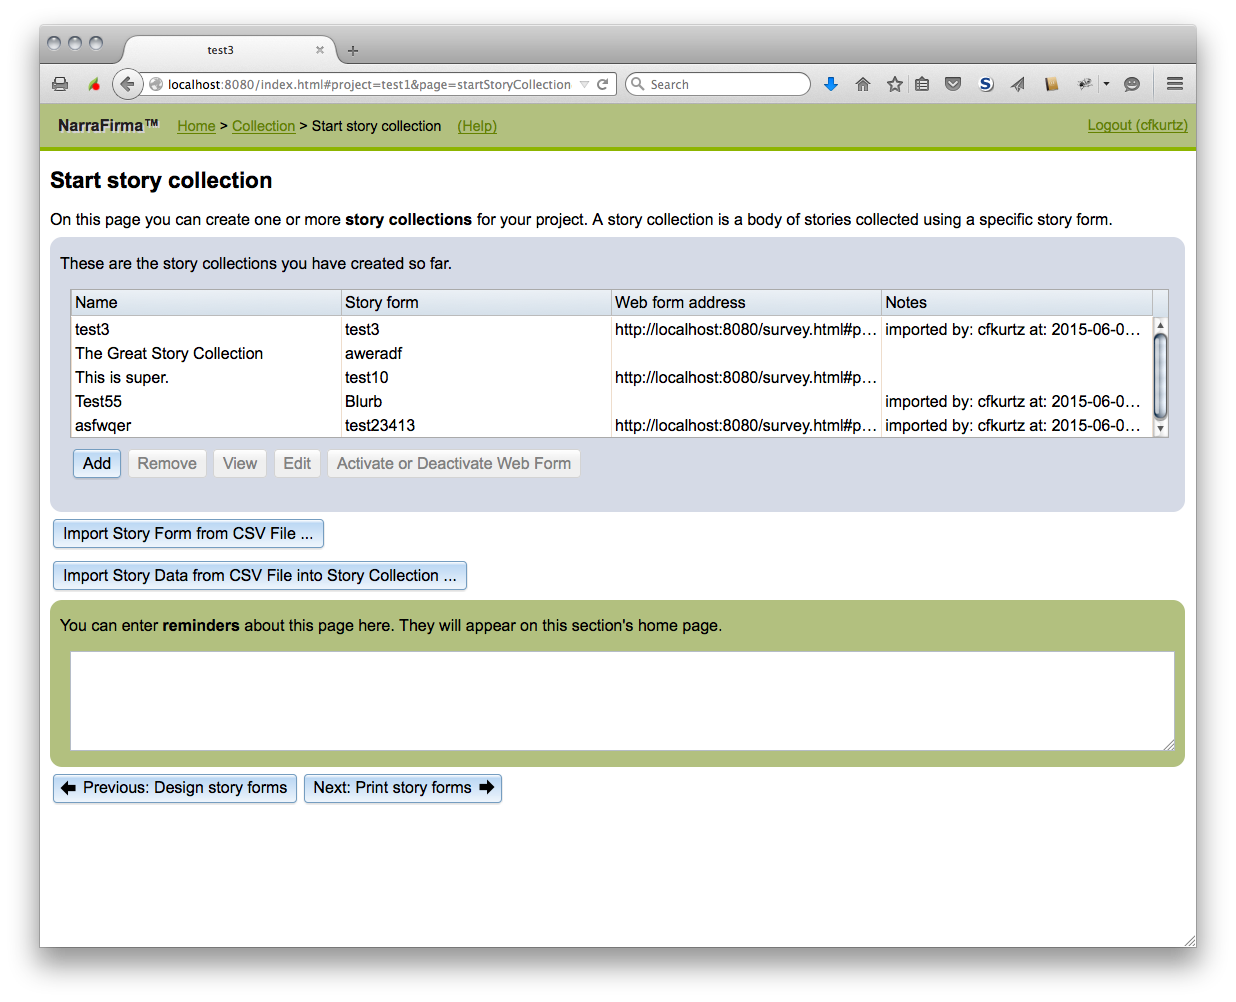 test3
localhost:8080/index.html#project=test1&page=startStoryCollection
Search
NarraFirma™ Home > Collection > Start story collection (Help) Logout (cfkurtz)
Start story collection
On this page you can create one or more story collections for your project. A story collection is a body of stories collected using a specific story form.
These are the story collections you have created so far.
Name Story form Web form address Notes
test3 test3 http://localhost:8080/survey.html#p... imported by: cfkurtz at: 2015-06-0...
The Great Story Collection aweradf
This is super. test10 http://localhost:8080/survey.html#p...
Test55 Blurb imported by: cfkurtz at: 2015-06-0...
asfwqer test23413 http://localhost:8080/survey.html#p... imported by: cfkurtz at: 2015-06-0...
Add Remove View Edit Activate or Deactivate Web Form
Import Story Form from CSV File ...
Import Story Data from CSV File into Story Collection ...
You can enter reminders about this page here. They will appear on this section's home page.
Previous: Design story forms Next: Print story forms